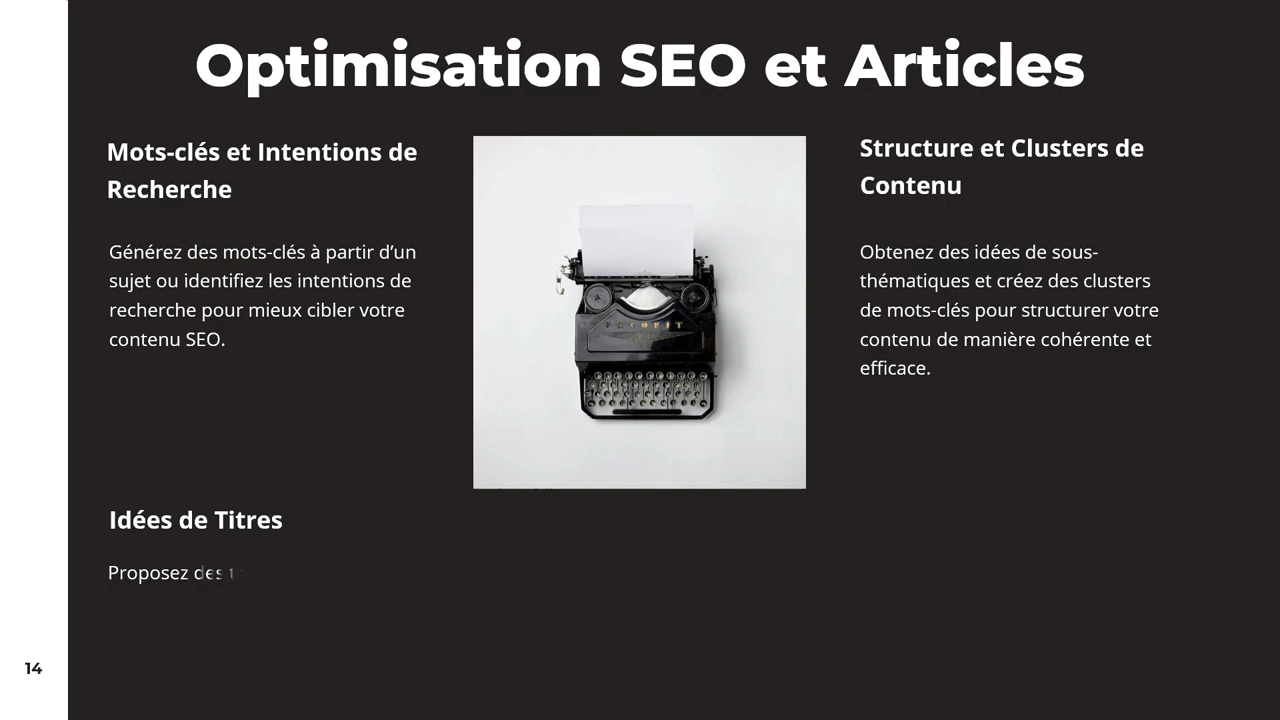 Optimisation SEO et Articles
Mots-clés et Intentions de
Recherche
Générez des mots-clés à partir d’un
sujet ou identifiez les intentions de
recherche pour mieux cibler votre
contenu SEO.
Structure et Clusters de
Contenu
Obtenez des idées de sous-
thématiques et créez des clusters
de mots-clés pour structurer votre
contenu de manière cohérente et
efficace.
Idées de Titres
Proposez des
14